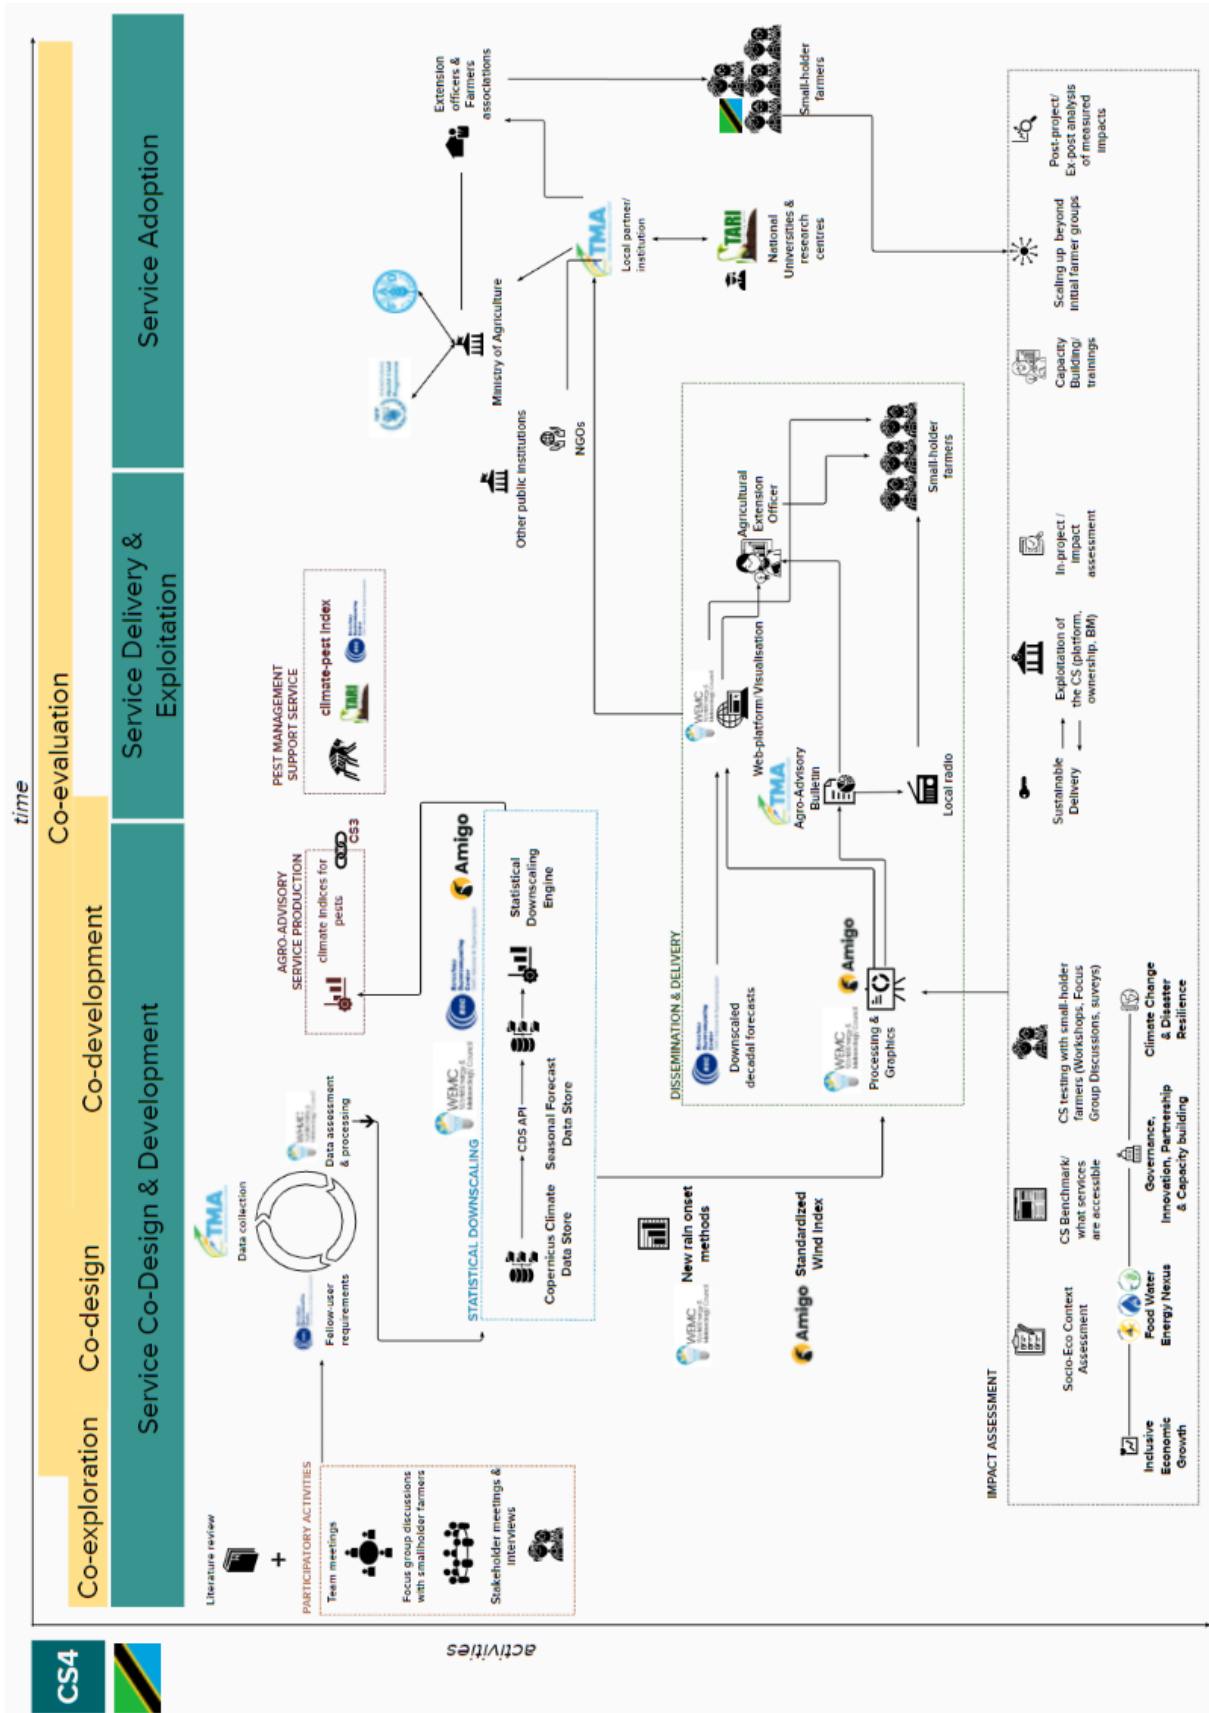 CS4
time
activities
Co-evaluation
Co-exploration
Co-design
Co-development
Service Co-Design & Development
Service Delivery &
Exploitation
Service Adoption
Literature review
+
PARTICIPATORY ACTIVITIES
Team meetings
Focus group discussions
with smallholder farmers
Stakeholder meetings &
Interviews
TMA
Data collection
Fellow-user
requirements
WEMC
Data assessment
& processing
AGRO-ADVISORY
SERVICE PRODUCTION
climate indices for
pests
CS3
PEST MANAGEMENT
SUPPORT SERVICE
climate-pest Index
TARI
STATISTICAL DOWNSCALING
WEMC
Amigo
Copernicus Climate
Data Store
CDS API
Seasonal Forecast
Data Store
Statistical
Downscaling
Engine
WEMC
New rain onset
methods
Amigo
Standardized
Wind Index
DISSEMINATION & DELIVERY
Downscaled
decadal forecasts
WEMC
Amigo
Processing &
Graphics
WEMC
Web-platform/Visualisation
TMA
Agro-Advisory
Bulletin
Local radio
Agricultural
Extension
Officer
Small-holder
farmers
Other public Institutions
NGOs
Ministry of Agriculture
Extension
officers &
Farmers
associations
TMA
Local partner/
institution
TARI
National
Universities &
research
centres
Small-holder
farmers
IMPACT ASSESSMENT
Socio-Eco Context
Assessment
CS Benchmark/
what services
are accessible
CS testing with small-holder
farmers (Workshops, Focus
Group Discussions, suveys)
Sustainable
Delivery
Exploitation of
the CS (platform,
ownership, BM)
In-project /
Impact
assessment
Capacity
Building/
trainings
Scaling up beyond
initial farmer groups
Post-project/
Ex-post analysis
of measured
impacts
Inclusive
Economic
Growth
Food Water
Energy Nexus
Governance,
Innovation, Partnership
& Capacity building
Climate Change
& Disaster
Resilience